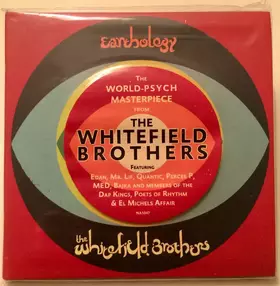 Earthology
THE
WORLD-PSYCH
MASTERPIECE
FROM
THE
WHITEFIELD
BROTHERS
FEATURING
EDAN, MR. LIF, QUANTIC, PERCEE P,
MED, BAJKA AND MEMBERS OF THE
DAP KINGS, POETS OF RHYTHM
& EL MICHELS AFFAIR
the Whitefield Brothers